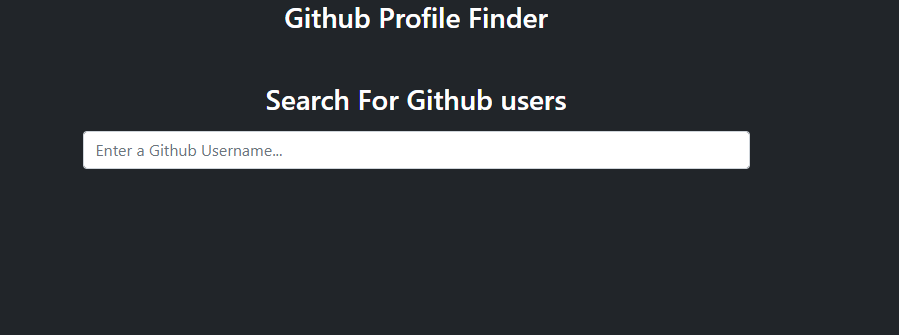 Github Profile Finder
Search For Github users
Enter a Github Username...